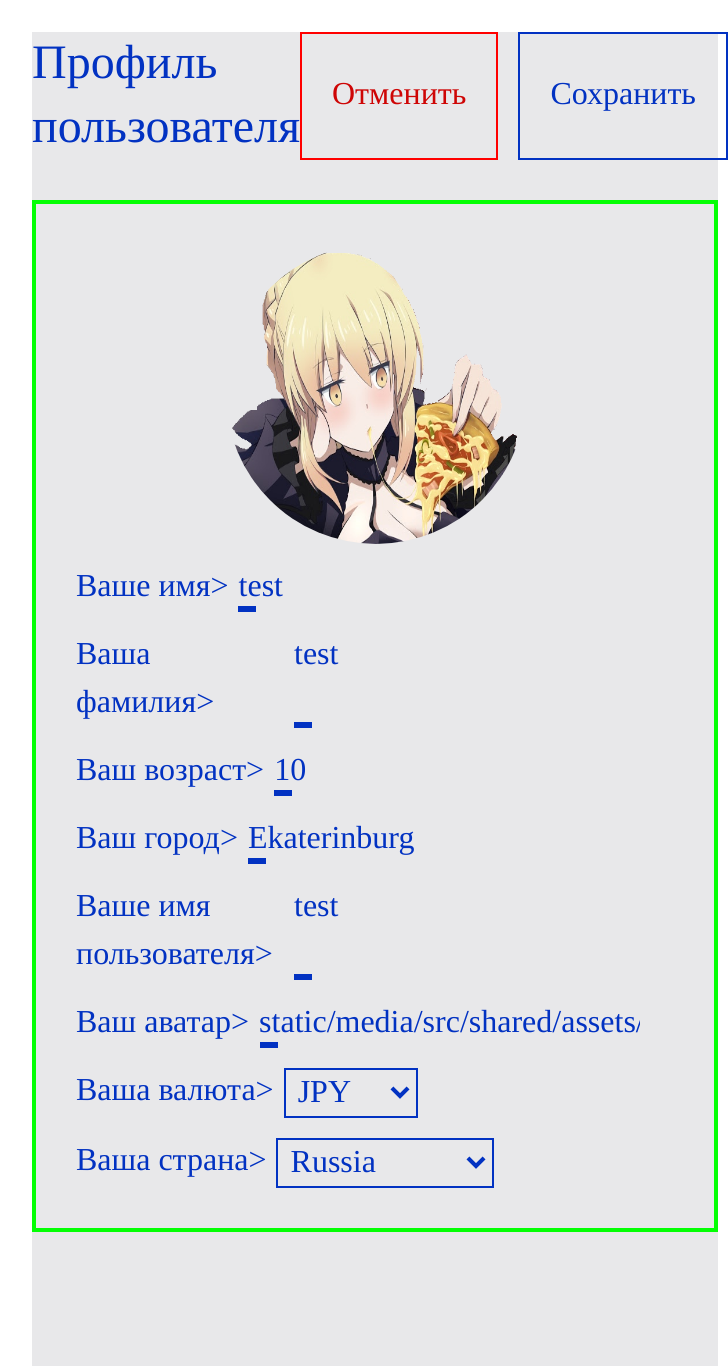 Профиль
пользователя
Отменить
Сохранить
Ваше имя> test
Ваша test
фамилия>
Ваш возраст> 10
Ваш город> Ekaterinburg
Ваше имя test
пользователя>
Ваш аватар> static/media/src/shared/assets/
Ваша валюта> JPY
Ваша страна> Russia